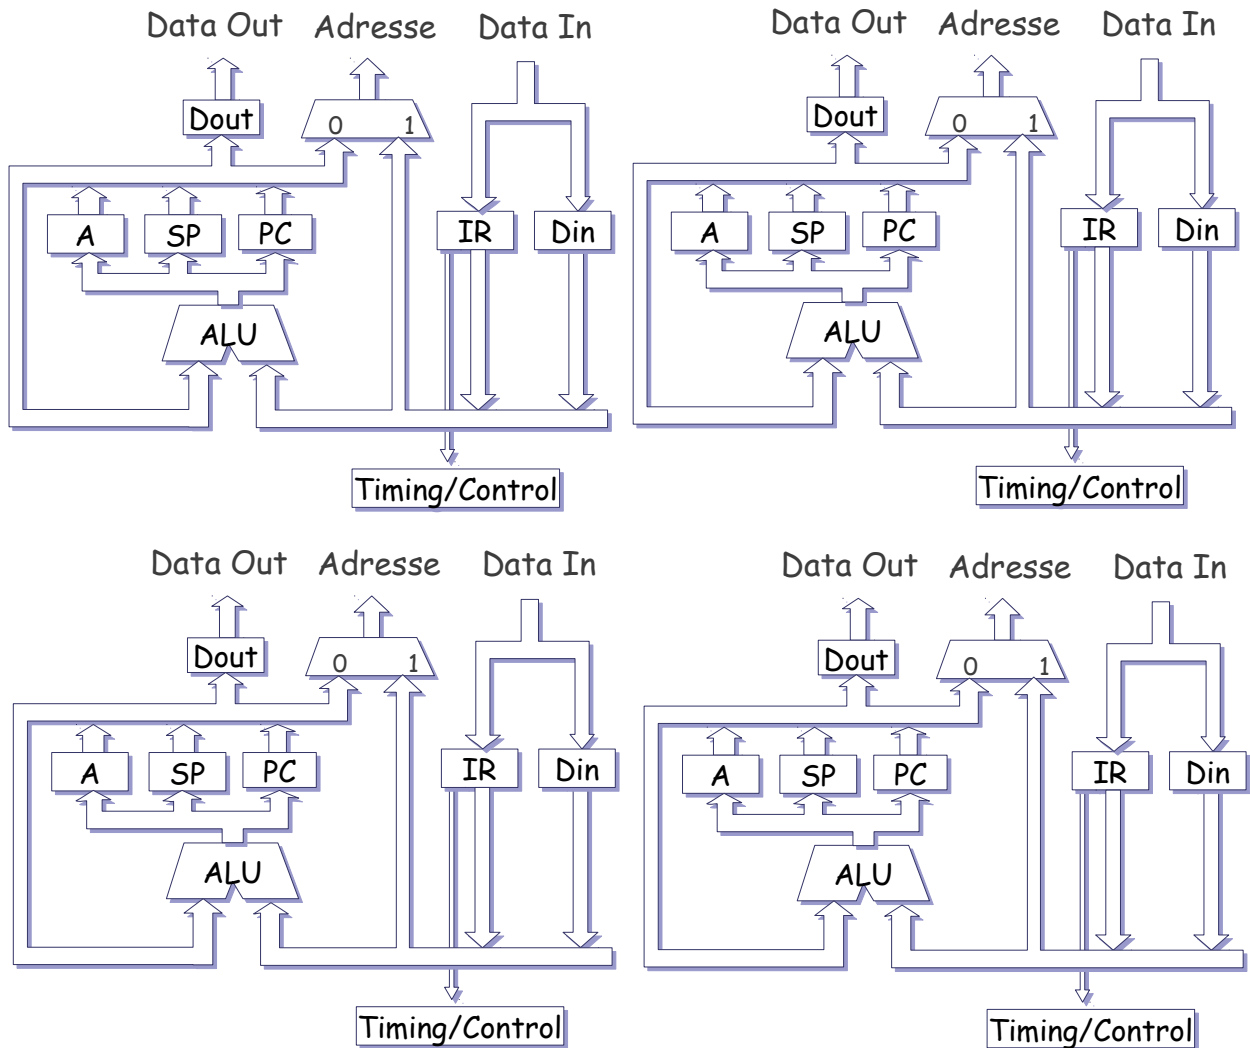 Data Out Adresse Data In
Dout 0 1
A SP PC IR Din
ALU
Timing/Control
Data Out Adresse Data In
Dout 0 1
A SP PC IR Din
ALU
Timing/Control
Data Out Adresse Data In
Dout 0 1
A SP PC IR Din
ALU
Timing/Control
Data Out Adresse Data In
Dout 0 1
A SP PC IR Din
ALU
Timing/Control